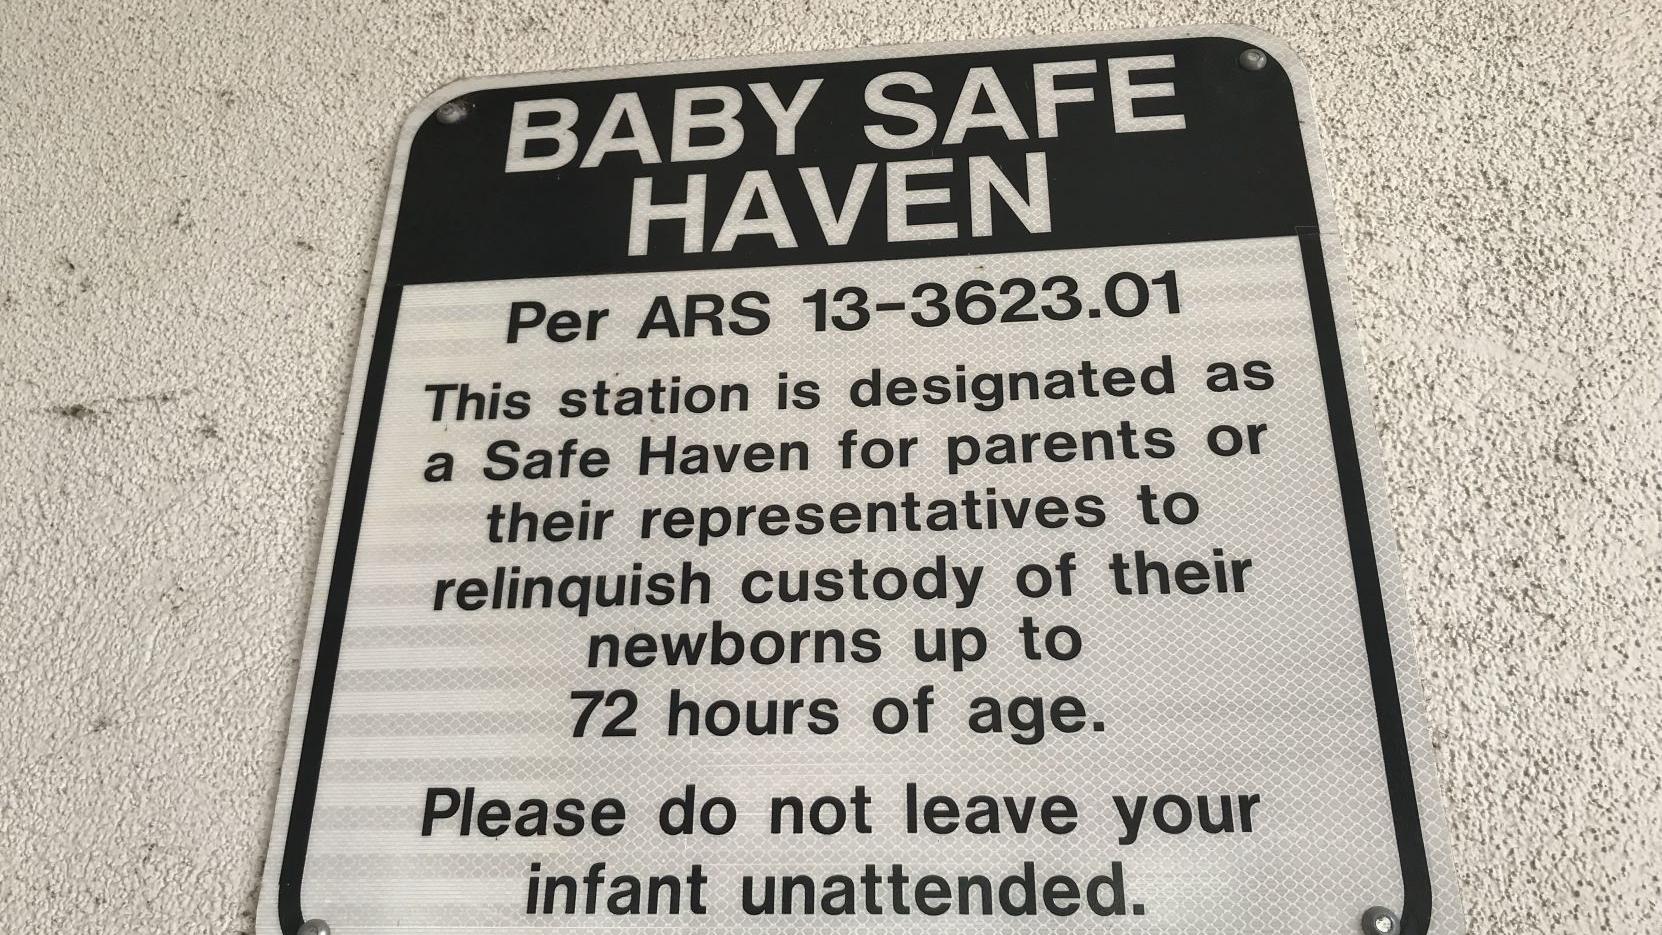 BABY SAFE
HAVEN
Per ARS 13-3623.01
This station is designated as
a Safe Haven for parents or
their representatives to
relinquish custody of their
newborns up to
72 hours of age.
Please do not leave your
infant unattended.